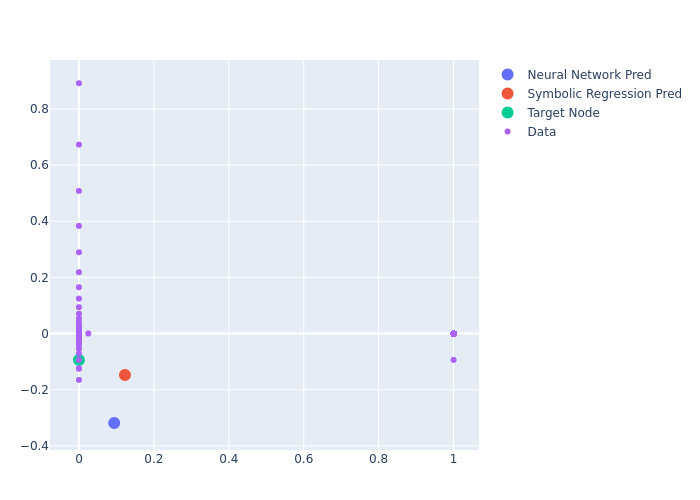 Neural Network Pred
Symbolic Regression Pred
Target Node
Data
0.8
0.6
0.4
0.2
0
−0.2
−0.4
0 0.2 0.4 0.6 0.8 1